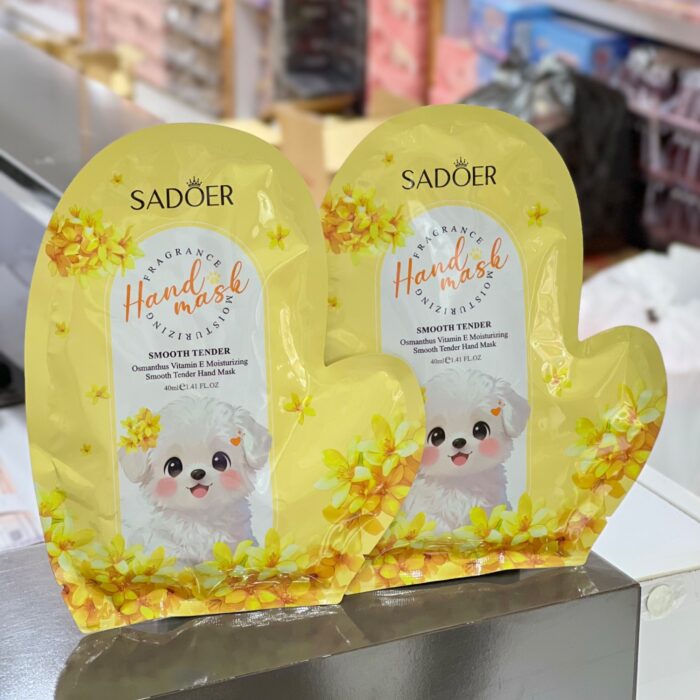 SADOER
FRAGRANCE
Hand
mask
MOISTURIZING
SMOOTH TENDER
Osmanthus Vitamin E Moisturizing
Smooth Tender Hand Mask
40ml℮1.41 FL.OZ
SADOER
FRAGRANCE
Hand
mask
MOISTURIZING
SMOOTH TENDER
Osmanthus Vitamin E Moisturizing
Smooth Tender Hand Mask
40ml℮1.41 FL.OZ